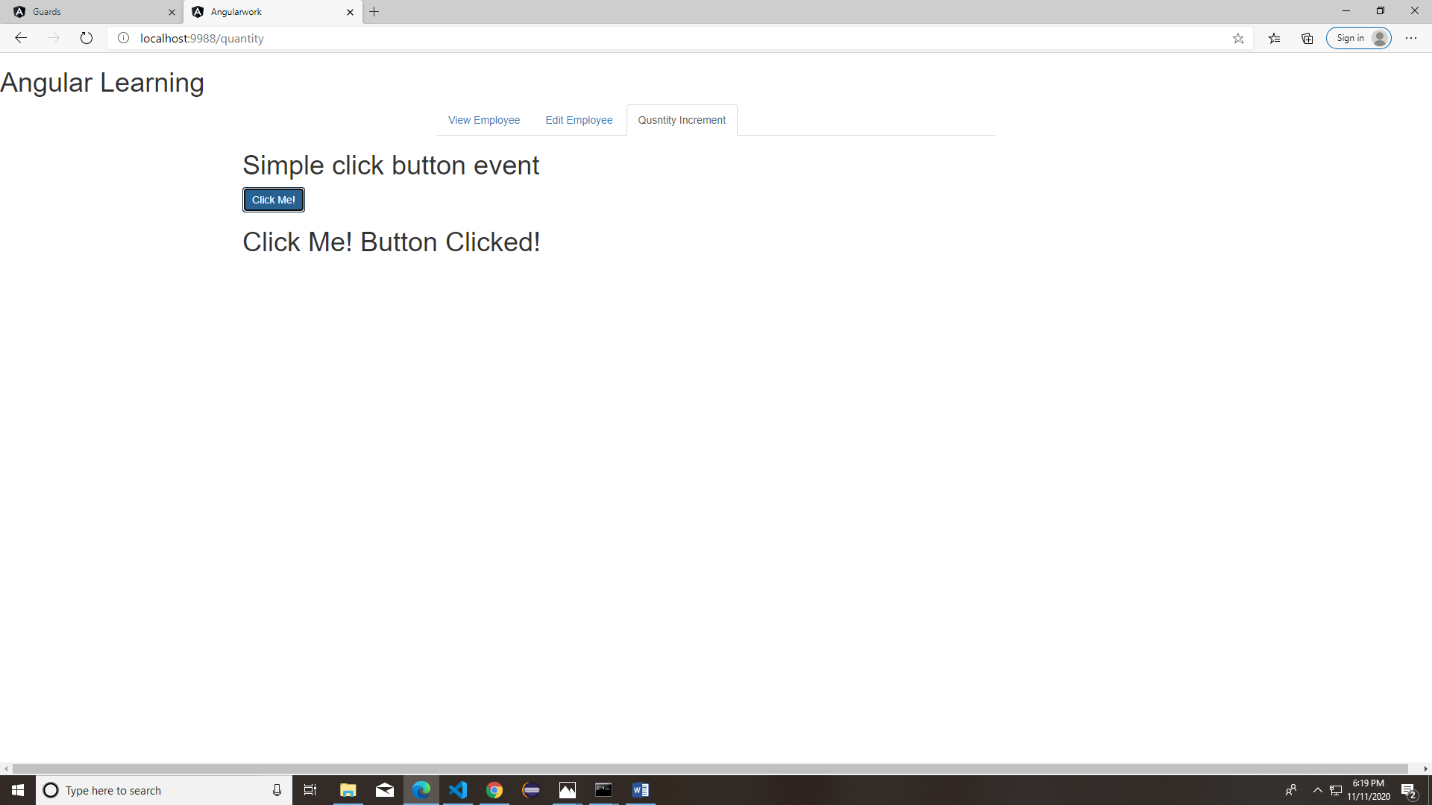 Guards
Angularwork
localhost:9988/quantity
Sign in
Angular Learning
View Employee
Edit Employee
Qusntity Increment
Simple click button event
Click Me!
Click Me! Button Clicked!
Type here to search
6:19 PM
11/11/2020
2